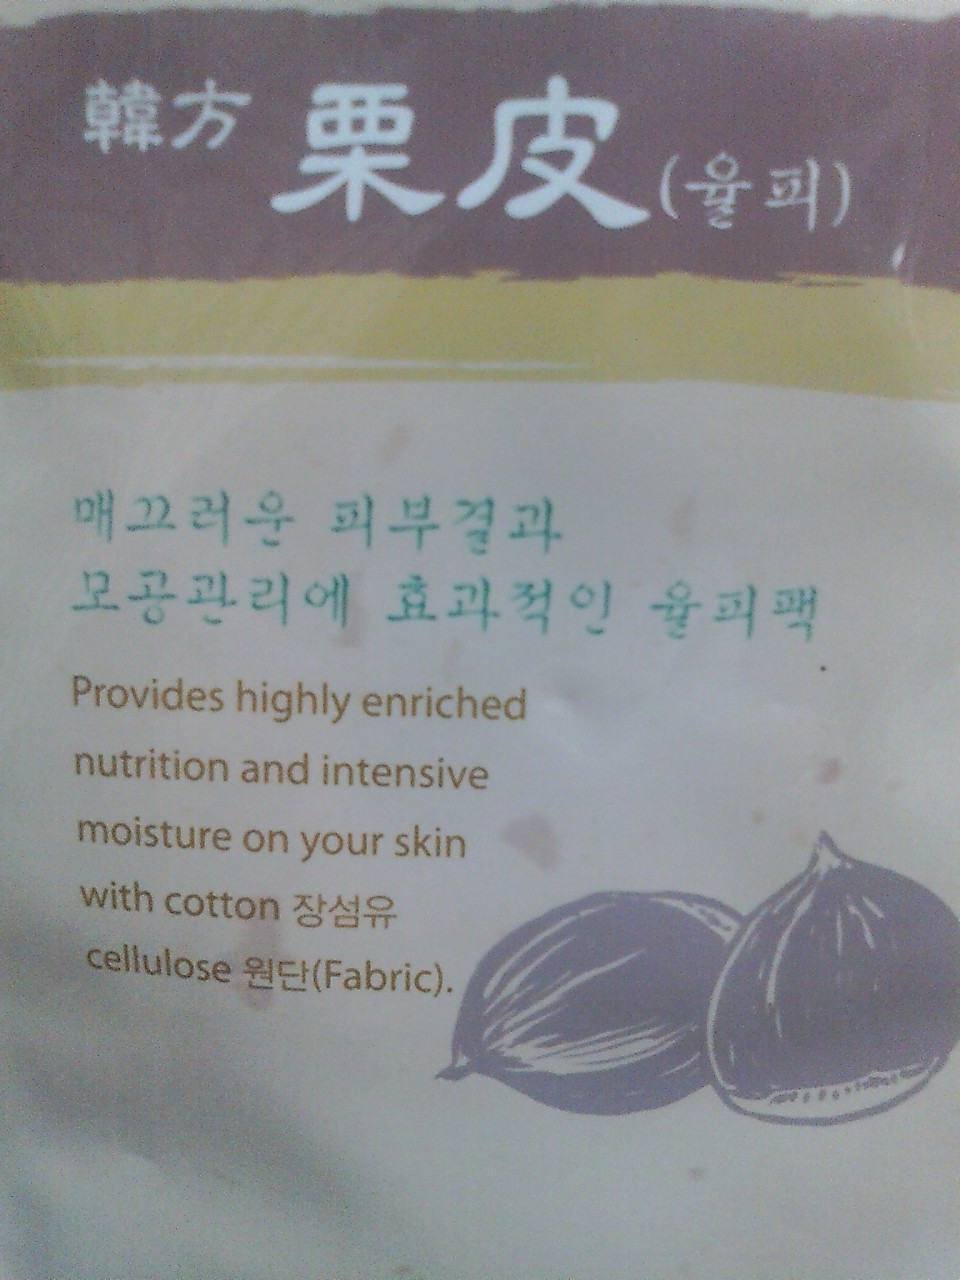 韓方 栗皮(율피)
매끄러운 피부결과
모공관리에 효과적인 율피팩
Provides highly enriched
nutrition and intensive
moisture on your skin
with cotton 장섬유
cellulose 원단(Fabric).